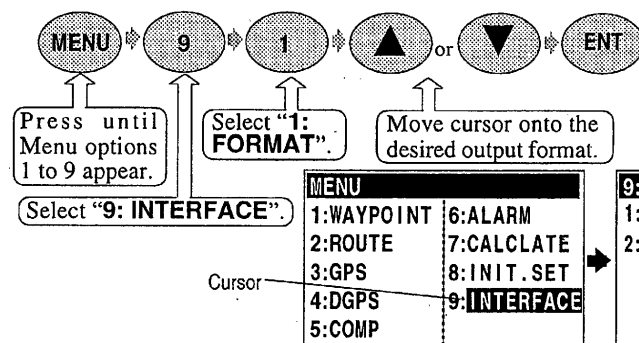 MENU 9 1 ▲ or ▼ ENT
Press until
Menu options
1 to 9 appear.
Select “1:
FORMAT”.
Move cursor onto the
desired output format.
Select “9: INTERFACE”.
Cursor
MENU
1:WAYPOINT 6:ALARM
2:ROUTE 7:CALCLATE
3:GPS 8:INIT.SET
4:DGPS 9:INTERFACE
5:COMP
9:
1:
2: